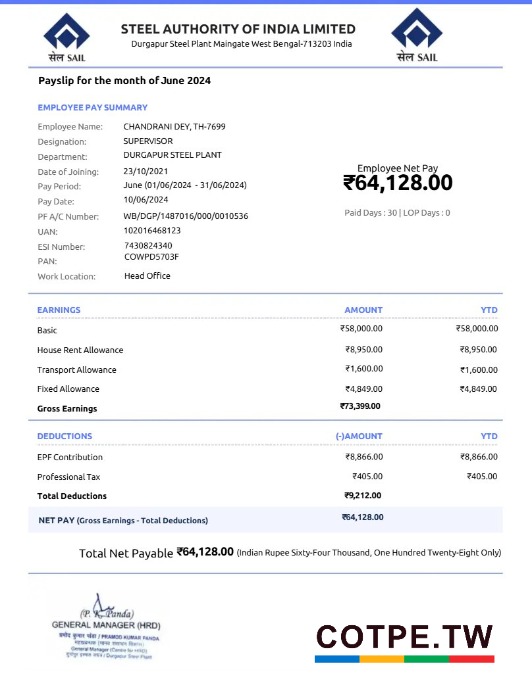 सेल SAIL
STEEL AUTHORITY OF INDIA LIMITED
Durgapur Steel Plant Maingate West Bengal-713203 India
सेल SAIL
Payslip for the month of June 2024
EMPLOYEE PAY SUMMARY
Employee Name: CHANDRANI DEY, TH-7699
Designation: SUPERVISOR
Department: DURGAPUR STEEL PLANT
Date of Joining: 23/10/2021
Pay Period: June (01/06/2024 - 31/06/2024)
Pay Date: 10/06/2024
PF A/C Number: WB/DGP/1487016/000/0010536
UAN: 102016468123
ESI Number: 7430824340
PAN: COWPD5703F
Work Location: Head Office
Employee Net Pay
₹64,128.00
Paid Days : 30 | LOP Days : 0
EARNINGS AMOUNT YTD
Basic ₹58,000.00 ₹58,000.00
House Rent Allowance ₹8,950.00 ₹8,950.00
Transport Allowance ₹1,600.00 ₹1,600.00
Fixed Allowance ₹4,849.00 ₹4,849.00
Gross Earnings ₹73,399.00
DEDUCTIONS (-)AMOUNT YTD
EPF Contribution ₹8,866.00 ₹8,866.00
Professional Tax ₹405.00 ₹405.00
Total Deductions ₹9,212.00
NET PAY (Gross Earnings - Total Deductions) ₹64,128.00
Total Net Payable ₹64,128.00 (Indian Rupee Sixty-Four Thousand, One Hundred Twenty-Eight Only)
(P. K. Panda)
GENERAL MANAGER (HRD)
प्रमोद कुमार पंडा / PRAMOD KUMAR PANDA
General Manager
Durgapur Steel Plant
COTPE.TW